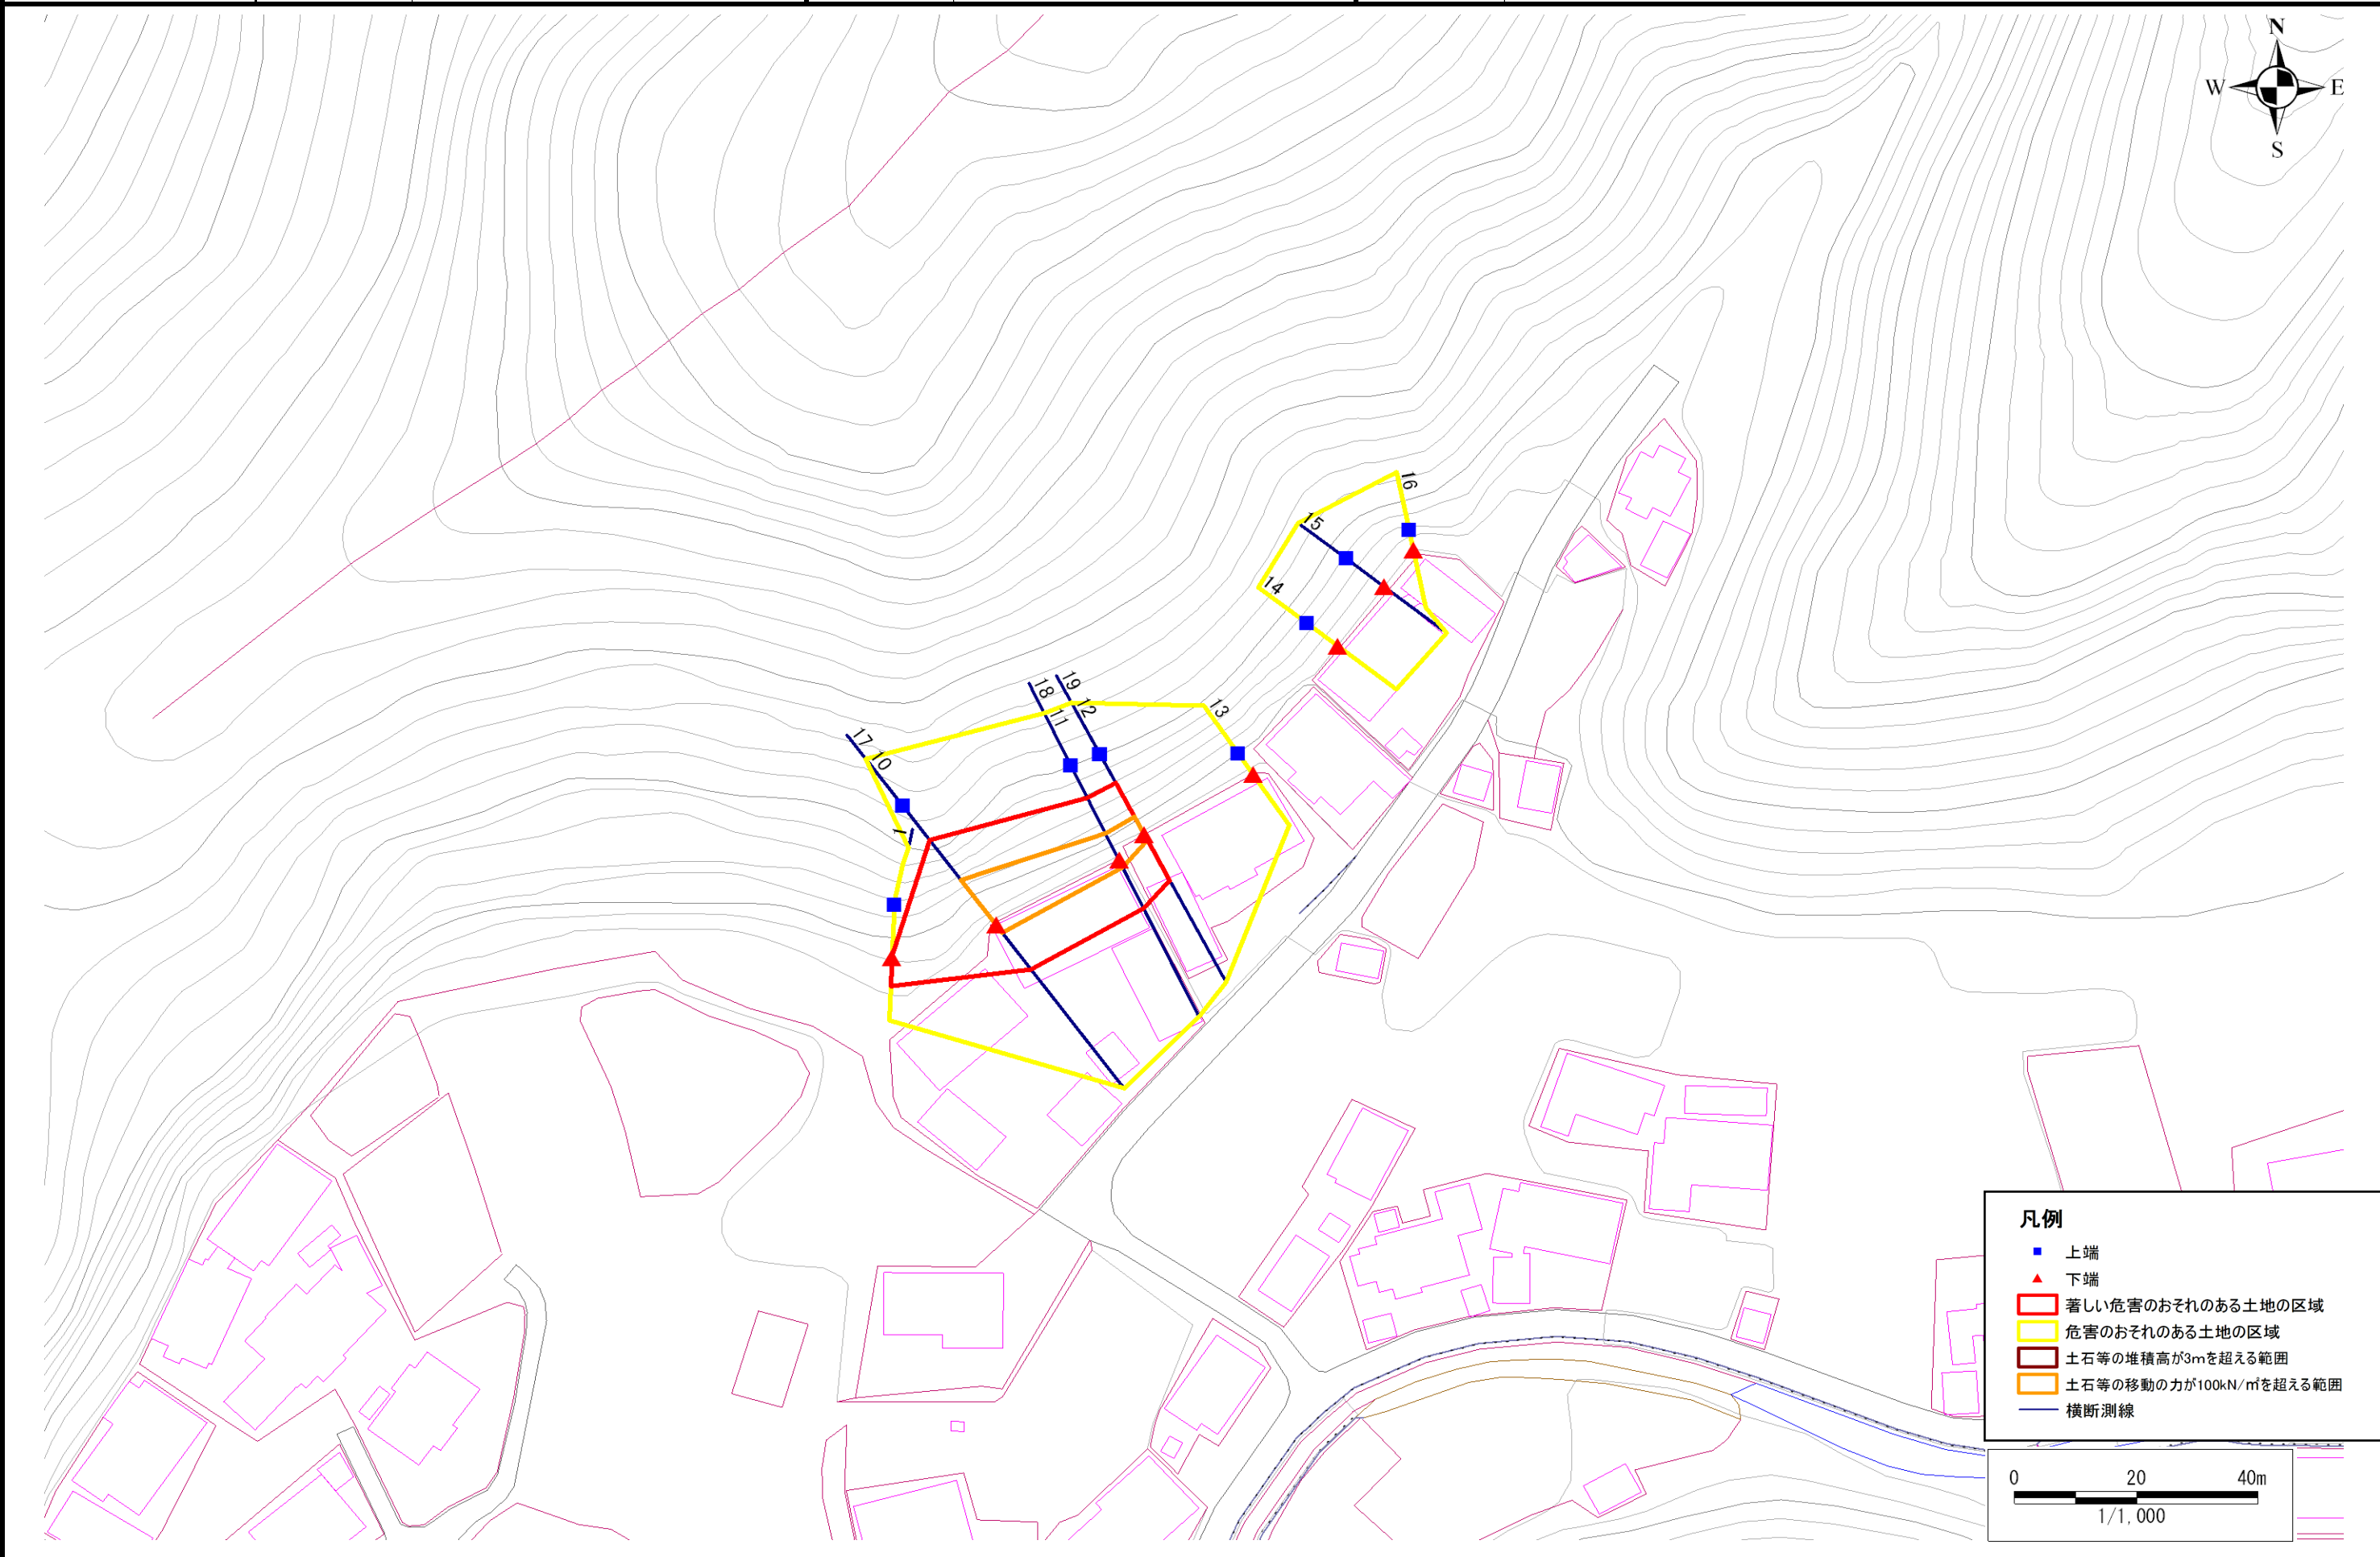 N
W E
S
16
15
14
19
18
12
11
13
17
10
1
凡例
上端
下端
著しい危害のおそれのある土地の区域
危害のおそれのある土地の区域
土石等の堆積高が3mを超える範囲
土石等の移動の力が100kN/㎡を超える範囲
横断測線
0 20 40m
1/1,000